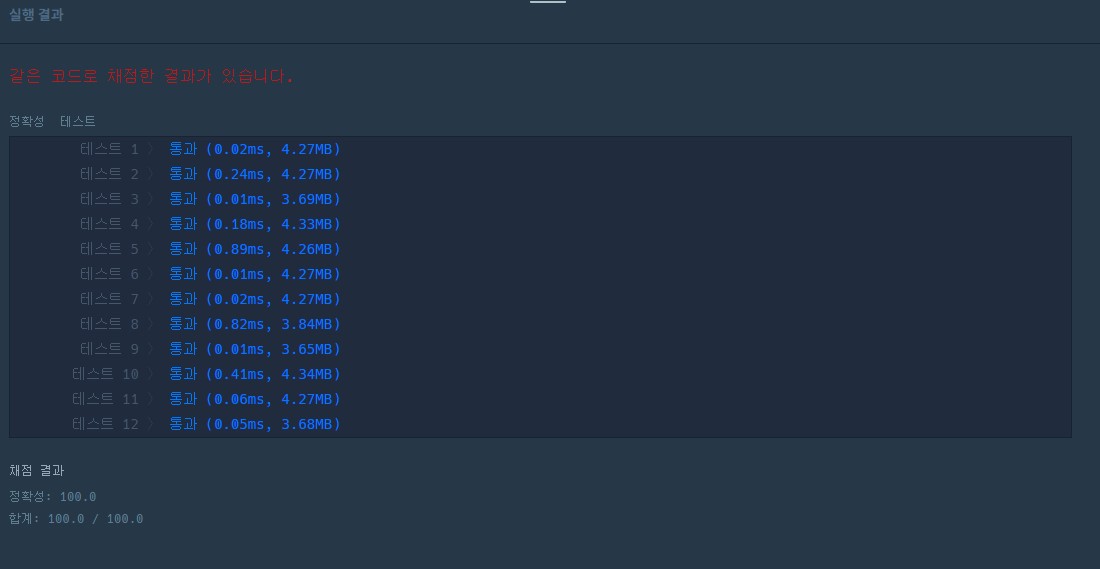 실행 결과
같은 코드로 채점한 결과가 있습니다.
정확성 테스트
테스트 1 〉 통과 (0.02ms, 4.27MB)
테스트 2 〉 통과 (0.24ms, 4.27MB)
테스트 3 〉 통과 (0.01ms, 3.69MB)
테스트 4 〉 통과 (0.18ms, 4.33MB)
테스트 5 〉 통과 (0.89ms, 4.26MB)
테스트 6 〉 통과 (0.01ms, 4.27MB)
테스트 7 〉 통과 (0.02ms, 4.27MB)
테스트 8 〉 통과 (0.82ms, 3.84MB)
테스트 9 〉 통과 (0.01ms, 3.65MB)
테스트 10 〉 통과 (0.41ms, 4.34MB)
테스트 11 〉 통과 (0.06ms, 4.27MB)
테스트 12 〉 통과 (0.05ms, 3.68MB)
채점 결과
정확성: 100.0
합계: 100.0 / 100.0